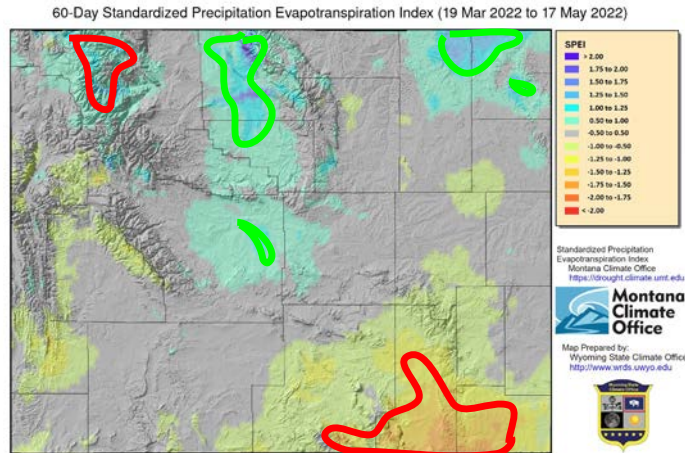 60-Day Standardized Precipitation Evapotranspiration Index (19 Mar 2022 to 17 May 2022)
SPEI
> 2.00
1.75 to 2.00
1.50 to 1.75
1.25 to 1.50
1.00 to 1.25
0.50 to 1.00
-0.50 to 0.50
-1.00 to -0.50
-1.25 to -1.00
-1.50 to -1.25
-1.75 to -1.50
-2.00 to -1.75
< -2.00
Standardized Precipitation
Evapotranspiration Index
Montana Climate Office
https://drought.climate.umt.edu
Montana
Climate
Office
Map Prepared by:
Wyoming State Climate Office
http://www.wrds.uwyo.edu
Wyoming State
Climate Office